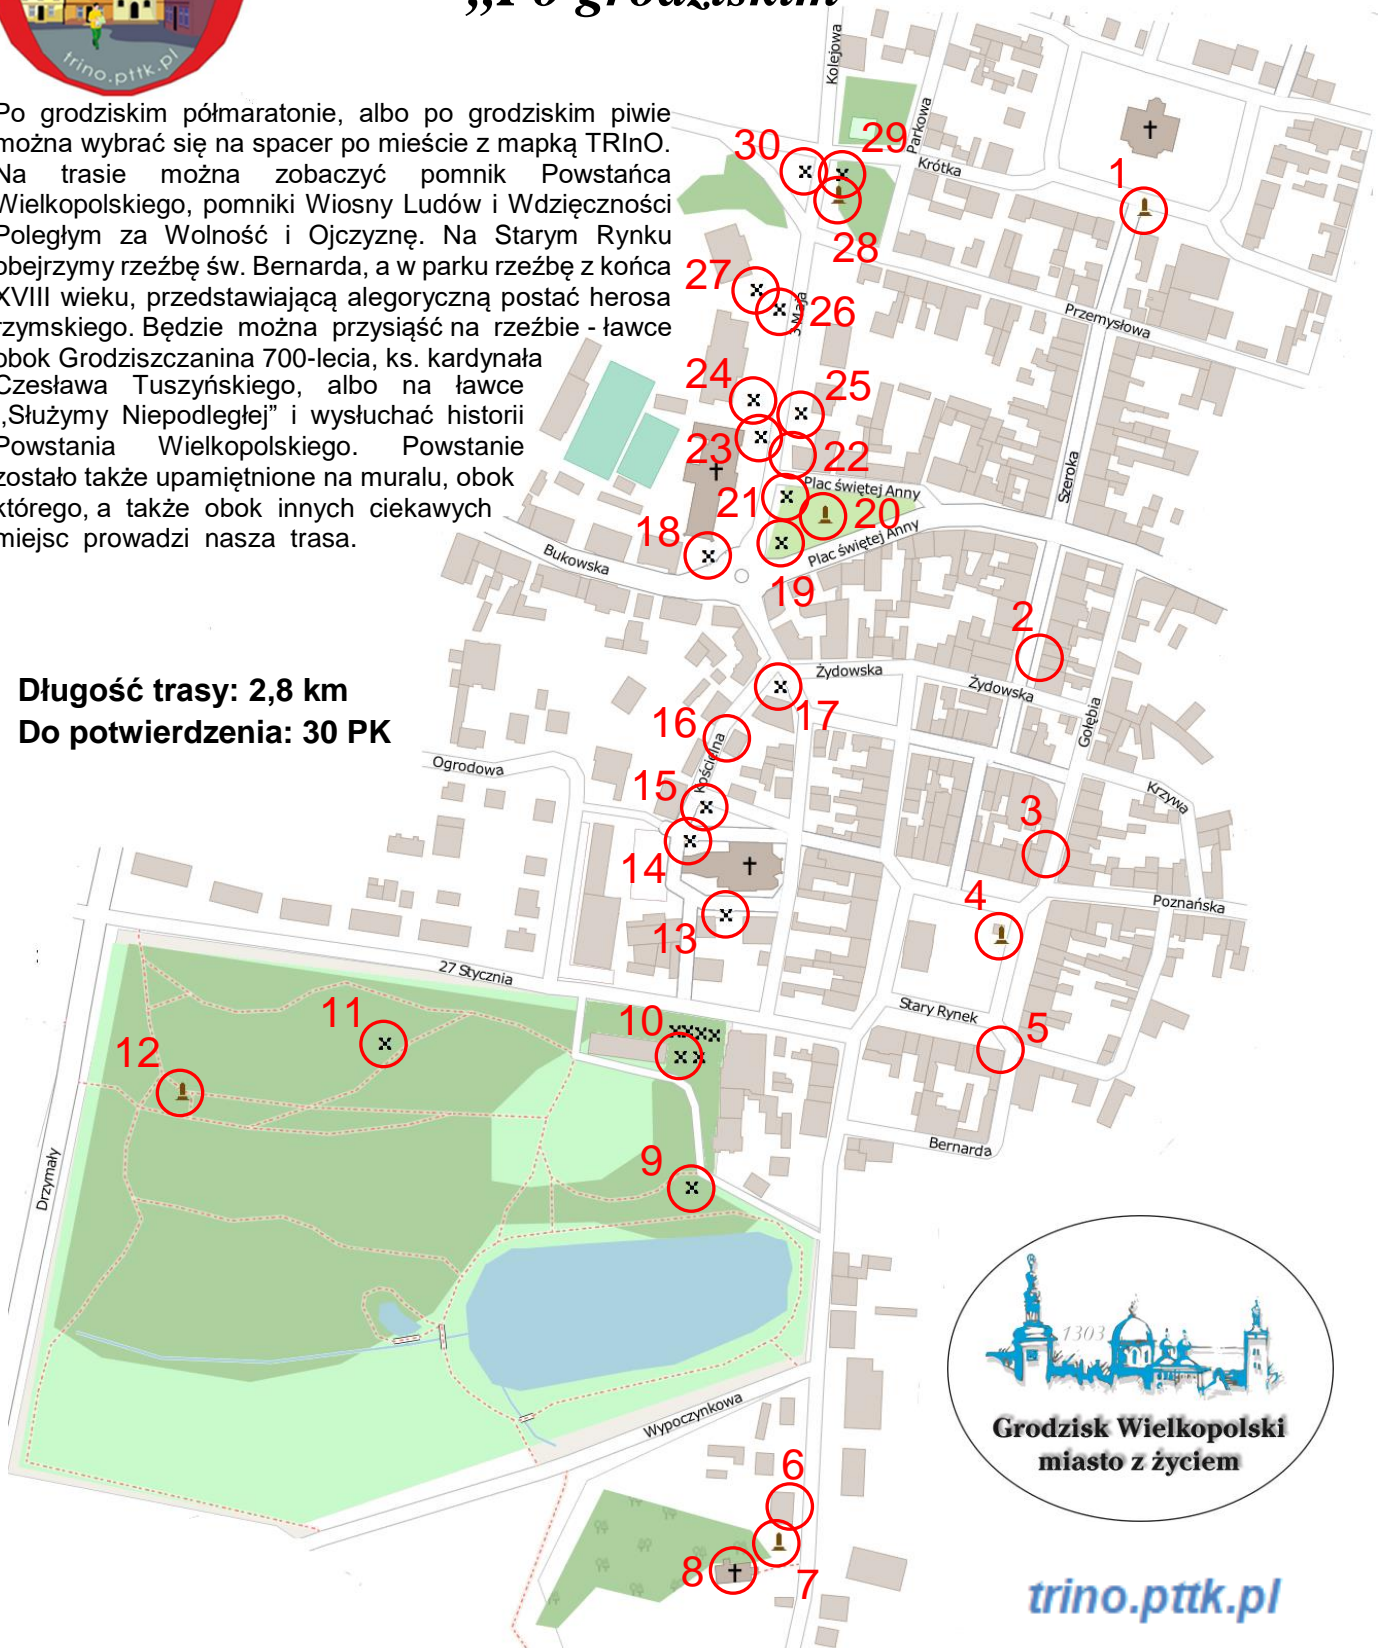 „Po grodziskim
trino.pttk.pl
Po grodziskim półmaratonie, albo po grodziskim piwie
można wybrać się na spacer po mieście z mapką TRInO.
Na trasie można zobaczyć pomnik Powstańca
Wielkopolskiego, pomniki Wiosny Ludów i Wdzięczności
Poległym za Wolność i Ojczyznę. Na Starym Rynku
obejrzymy rzeźbę św. Bernarda, a w parku rzeźbę z końca
XVIII wieku, przedstawiającą alegoryczną postać herosa
rzymskiego. Będzie można przysiąść na rzeźbie - ławce
obok Grodziszczanina 700-lecia, ks. kardynała
Czesława Tuszyńskiego, albo na ławce
„Służymy Niepodległej” i wysłuchać historii
Powstania Wielkopolskiego. Powstanie
zostało także upamiętnione na muralu, obok
którego, a także obok innych ciekawych
miejsc prowadzi nasza trasa.
Długość trasy: 2,8 km
Do potwierdzenia: 30 PK
Kolejowa
Parkowa
Krótka
30
29
1
28
27
26
3 Maja
Przemysłowa
24
25
23
22
Szeroka
Plac świętej Anny
21
20
18
Plac świętej Anny
Bukowska
19
2
Żydowska
Żydowska
17
16
Gołębia
Kościelna
Ogrodowa
15
Krzywa
3
14
4
Poznańska
13
27 Stycznia
Stary Rynek
11
10
5
12
Bernarda
9
Drzymały
Wypoczynkowa
6
8
7
1303
Grodzisk Wielkopolski
miasto z życiem
trino.pttk.pl